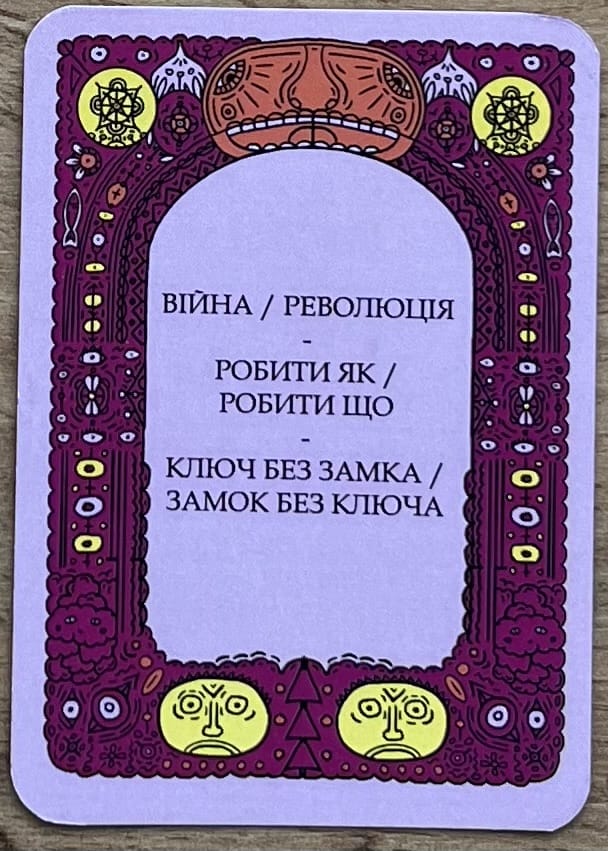 ВІЙНА / РЕВОЛЮЦІЯ
-
РОБИТИ ЯК /
РОБИТИ ЩО
-
КЛЮЧ БЕЗ ЗАМКА /
ЗАМОК БЕЗ КЛЮЧА